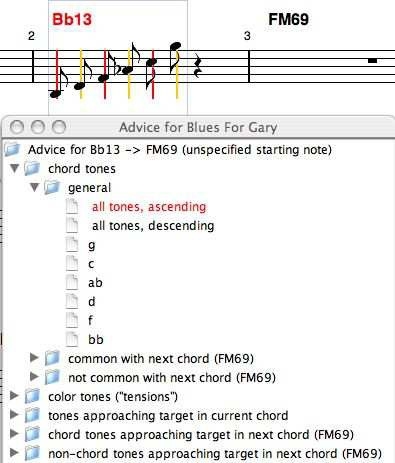 Bb13 FM69
2 3
Advice for Blues For Gary
Advice for Bb13 -> FM69 (unspecified starting note)
chord tones
general
all tones, ascending
all tones, descending
g
c
ab
d
f
bb
common with next chord (FM69)
not common with next chord (FM69)
color tones ("tensions")
tones approaching target in current chord
chord tones approaching target in next chord (FM69)
non-chord tones approaching target in next chord (FM69)